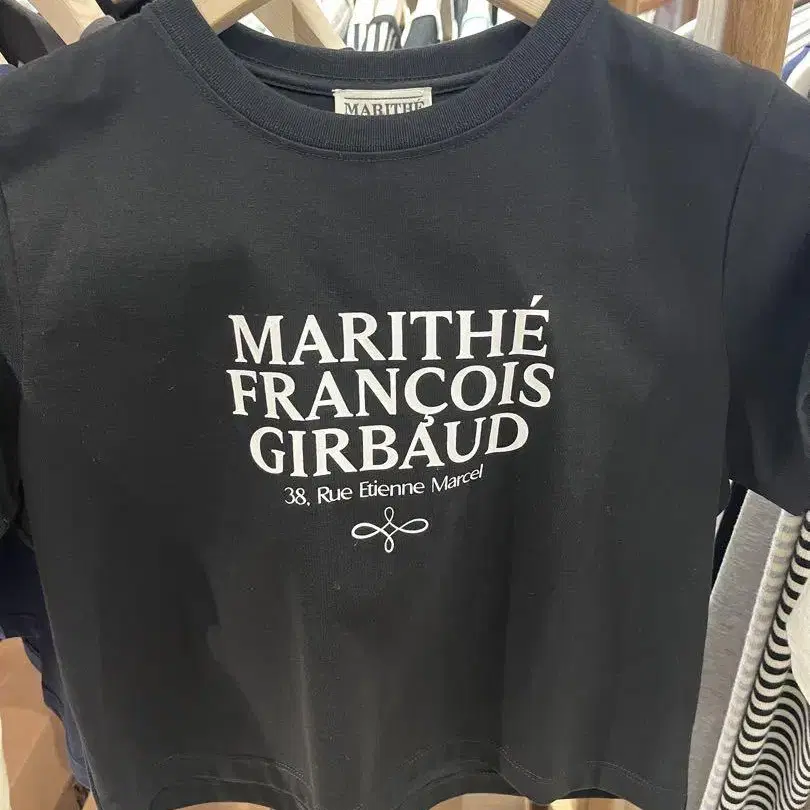 MARITHÉ
MARITHÉ
FRANÇOIS
GIRBAUD
38, Rue Etienne Marcel